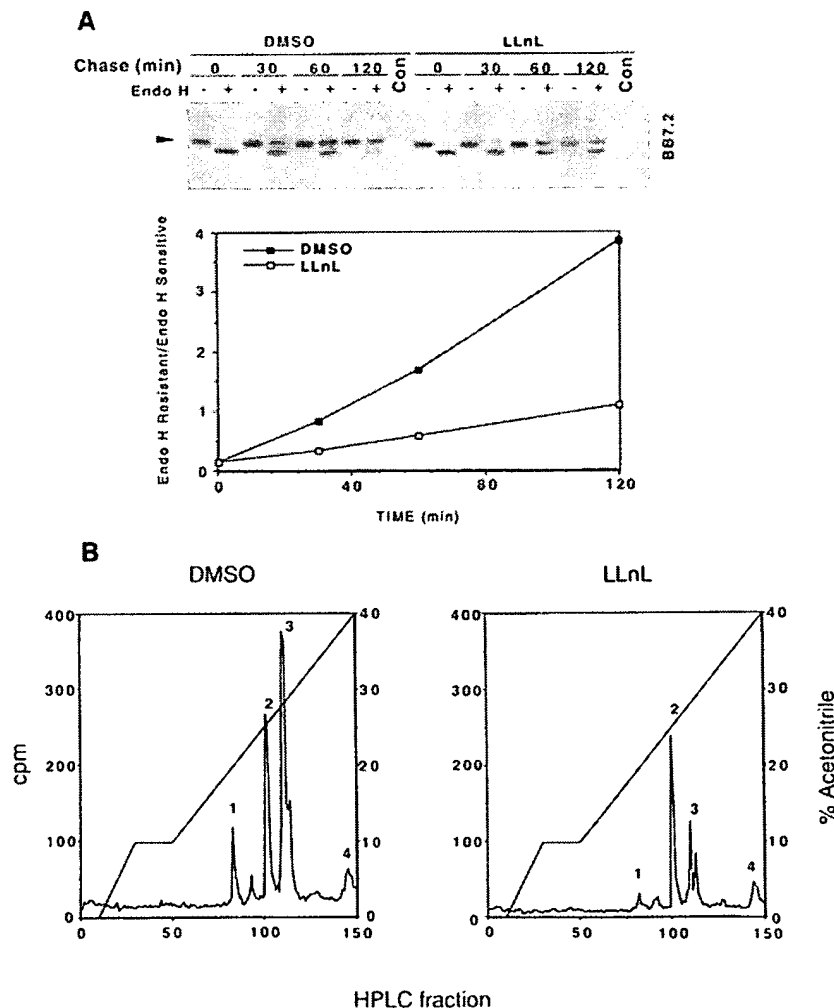 A
DMSO LLnL
Chase (min) 0 30 60 120 Con 0 30 60 120 Con
Endo H - + - + - + - + - + - + - + - +
BB7.2
Endo H Resistant/Endo H Sensitive
4
3
2
1
0
DMSO
LLnL
0 40 80 120
TIME (min)
B
DMSO LLnL
cpm
400
300
200
100
0
1 2 3 4
40
30
20
10
0
0 50 100 150
400
300
200
100
0
1 2 3 4
40
30
20
10
0
0 50 100 150
% Acetonitrile
HPLC fraction